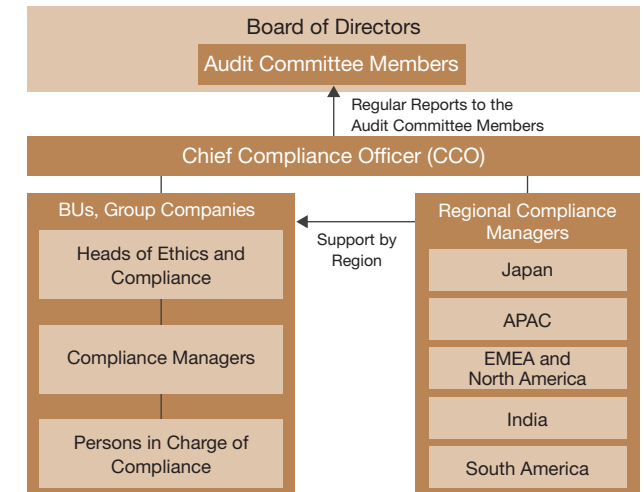 Board of Directors
Audit Committee Members
Regular Reports to the
Audit Committee Members
Chief Compliance Officer (CCO)
BUs, Group Companies
Heads of Ethics and
Compliance
Compliance Managers
Persons in Charge of
Compliance
Support by
Region
Regional Compliance
Managers
Japan
APAC
EMEA and
North America
India
South America